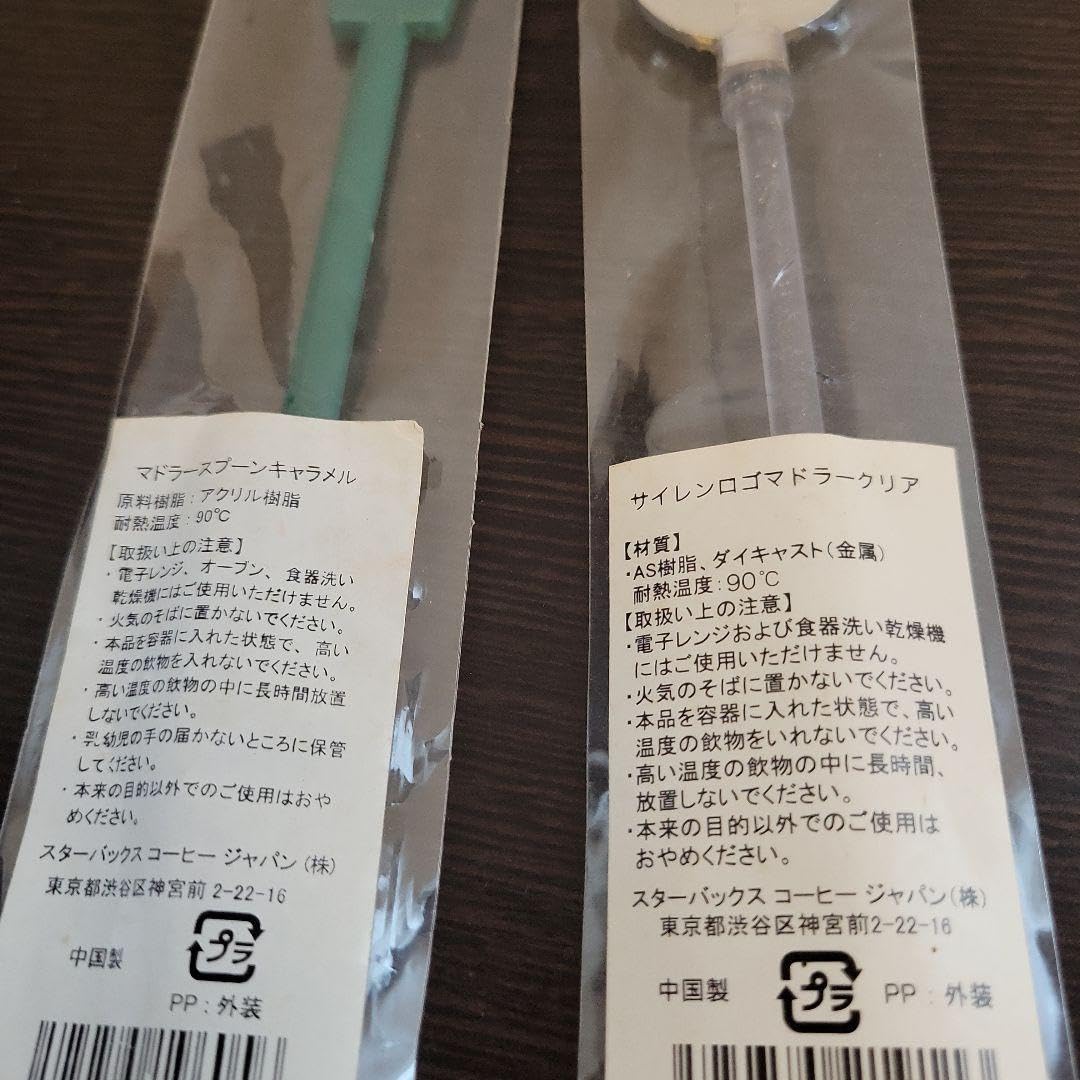 マドラースプーンキャラメル
原料樹脂:アクリル樹脂
耐熱温度:90℃
【取扱い上の注意】
・電子レンジ、オーブン、食器洗い
乾燥機にはご使用いただけません。
・火気のそばに置かないでください。
・本品を容器に入れた状態で、高い
温度の飲物を入れないでください。
・高い温度の飲物の中に長時間放置
しないでください。
・乳幼児の手の届かないところに保管
してください。
・本来の目的以外でのご使用はおや
めください。
スターバックス コーヒー ジャパン(株)
東京都渋谷区神宮前 2-22-16
中国製
プラ
PP:外装
サイレンロゴマドラークリア
【材質】
・AS樹脂、ダイキャスト(金属)
耐熱温度:90℃
【取扱い上の注意】
・電子レンジおよび食器洗い乾燥機
にはご使用いただけません。
・火気のそばに置かないでください。
・本品を容器に入れた状態で、高い
温度の飲物をいれないでください。
・高い温度の飲物の中に長時間、
放置しないでください。
・本来の目的以外でのご使用は
おやめください。
スターバックス コーヒー ジャパン(株)
東京都渋谷区神宮前2-22-16
中国製
プラ
PP:外装